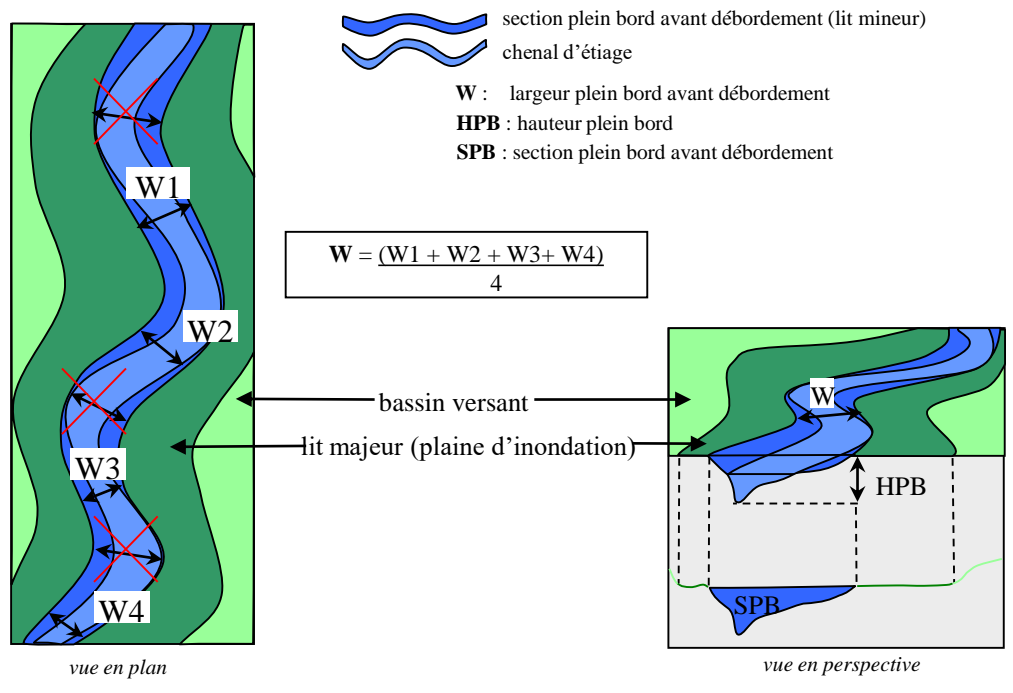 section plein bord avant débordement (lit mineur)
chenal d'étiage
W : largeur plein bord avant débordement
HPB : hauteur plein bord
SPB : section plein bord avant débordement
W1
W2
W3
W4
W = (W1 + W2 + W3+ W4)
4
bassin versant
lit majeur (plaine d'inondation)
W
HPB
SPB
vue en plan
vue en perspective